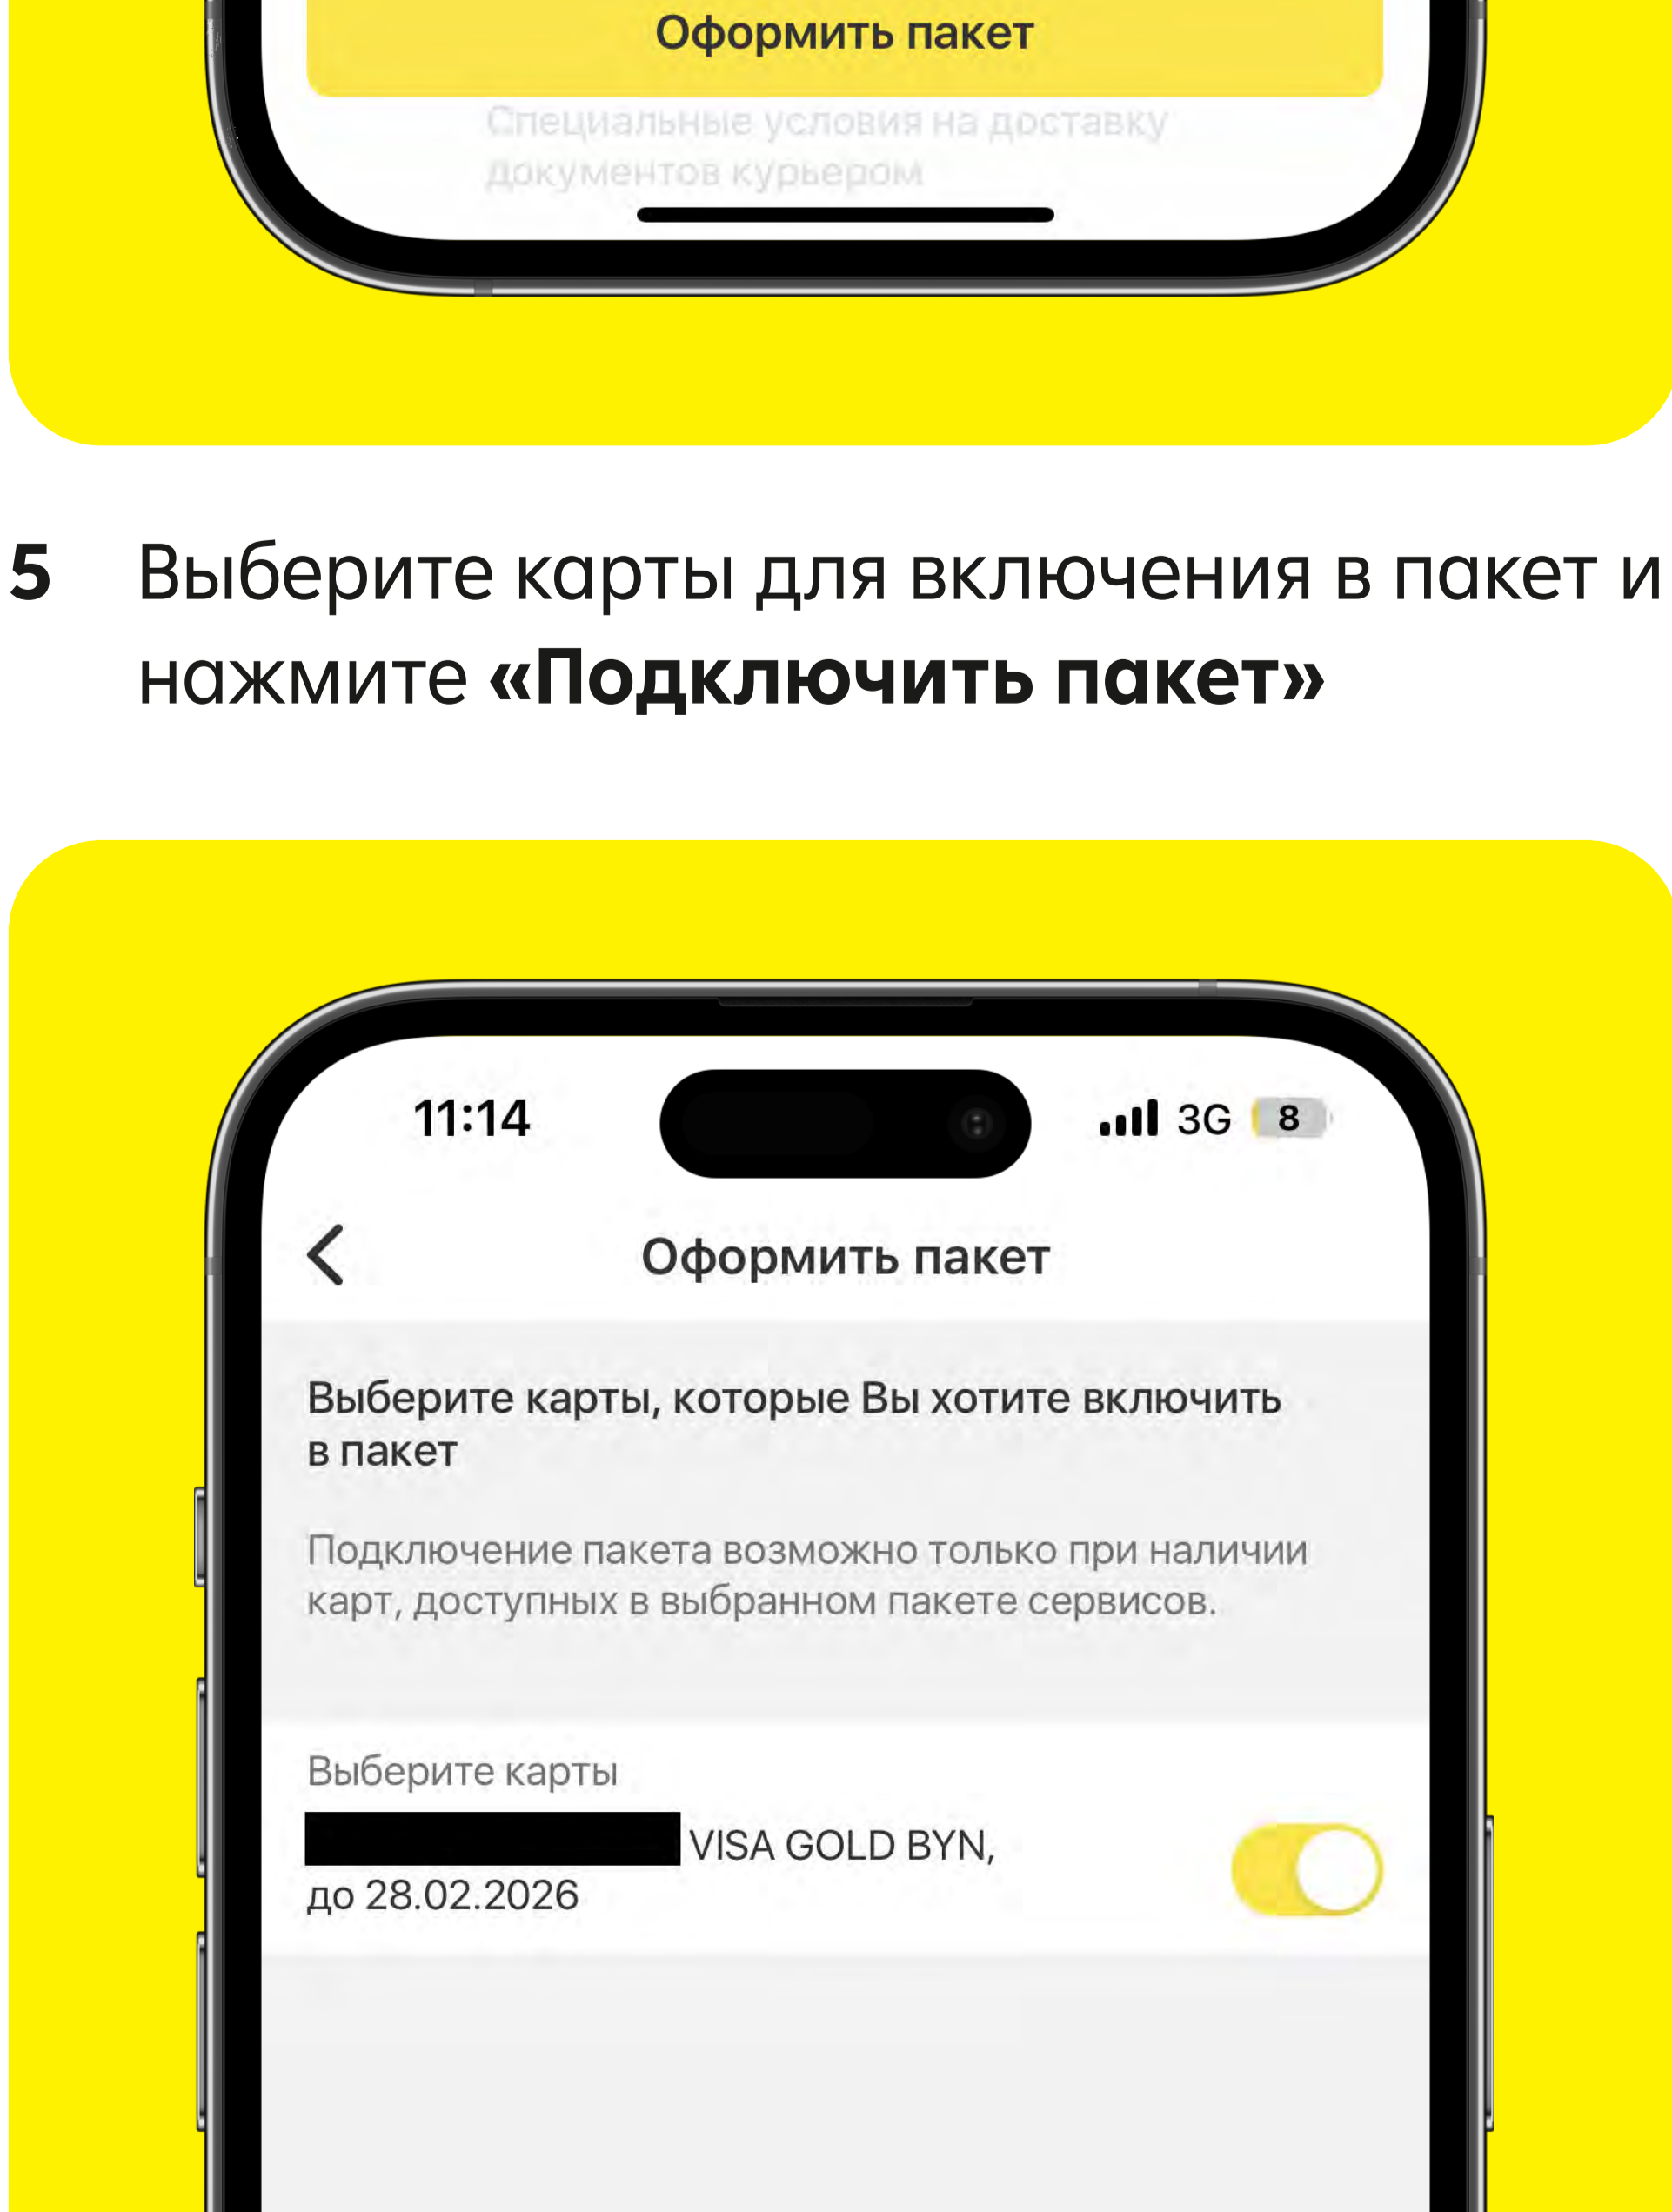 Оформить пакет
Специальные условия на доставку
документов курьером
5 Выберите карты для включения в пакет и
нажмите «Подключить пакет»
11:14 3G 8
Оформить пакет
Выберите карты, которые Вы хотите включить
в пакет
Подключение пакета возможно только при наличии
карт, доступных в выбранном пакете сервисов.
Выберите карты
VISA GOLD BYN,
до 28.02.2026